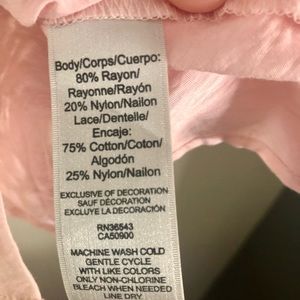 Body/Corps/Cuerpo:
80% Rayon/
Rayonne/Rayón
20% Nylon/Nailon
Lace/Dentelle/
Encaje:
75% Cotton/Coton/
Algodón
25% Nylon/Nailon
EXCLUSIVE OF DECORATION
SAUF DÉCORATION
EXCLUYE LA DECORACIÓN
RN36543
CA50900
MACHINE WASH COLD
GENTLE CYCLE
WITH LIKE COLORS
ONLY NON-CHLORINE
BLEACH WHEN NEEDED
LINE DRY